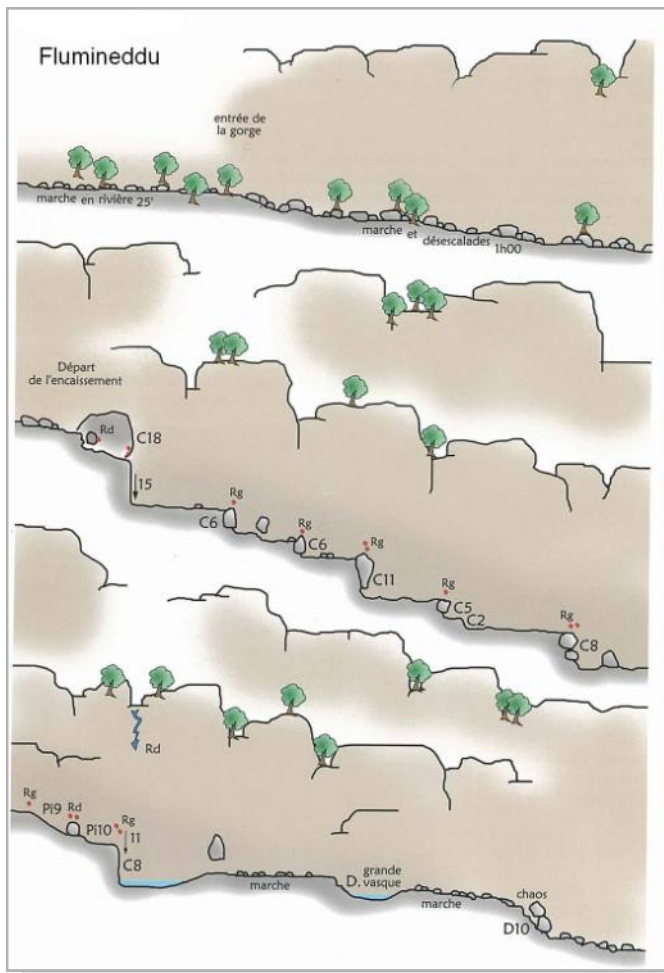 Flumineddu
entrée de
la gorge
marche en rivière 25'
marche et
désescalades 1h00
Départ
de l'encaissement
Rd
C18
15
Rg
C6
Rg
C6
Rg
C11
Rg
C5
C2
Rg
C8
Rd
Rg
Pi9
Rd
Pi10
Rg
11
C8
marche
grande
D. vasque
marche
chaos
D10